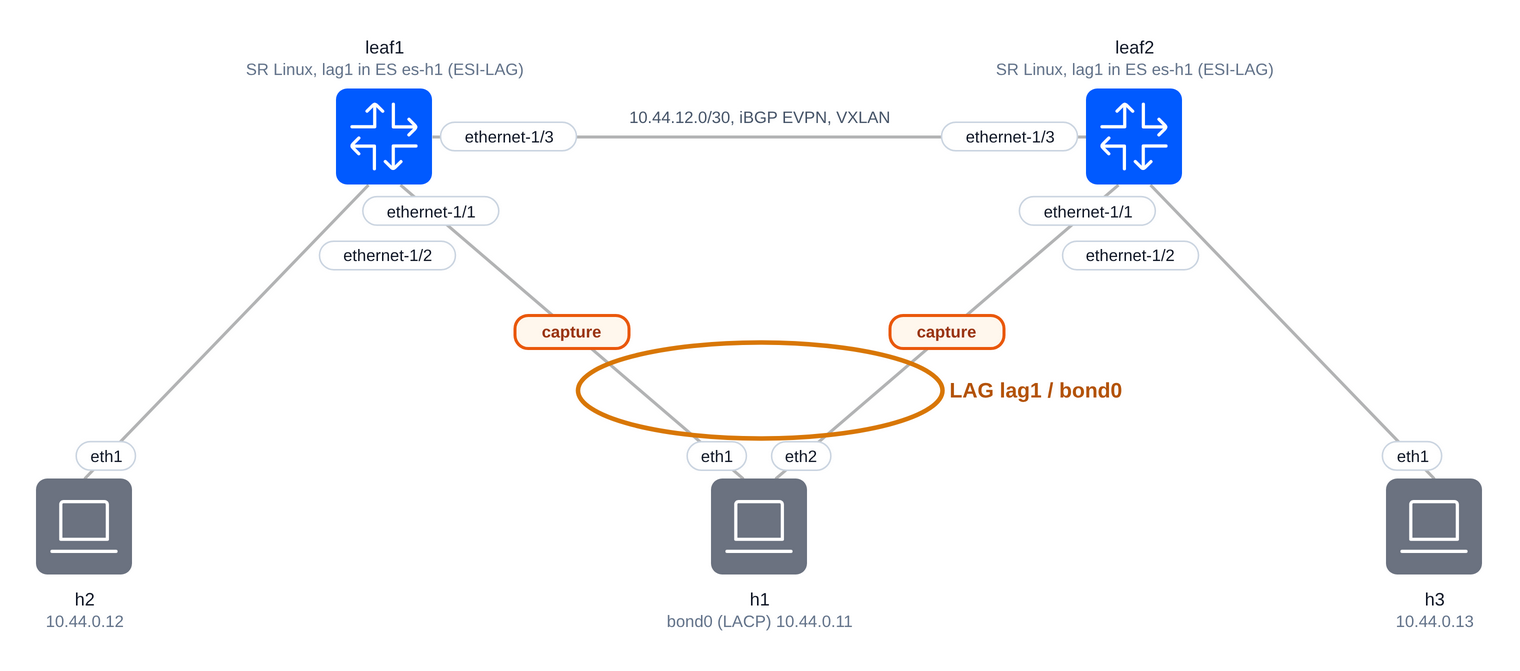 leaf1
SR Linux, lag1 in ES es-h1 (ESI-LAG)
leaf2
SR Linux, lag1 in ES es-h1 (ESI-LAG)
10.44.12.0/30, iBGP EVPN, VXLAN
ethernet-1/3
ethernet-1/3
ethernet-1/1
ethernet-1/1
ethernet-1/2
ethernet-1/2
capture
capture
LAG lag1 / bond0
eth1
eth1
eth2
eth1
h2
10.44.0.12
h1
bond0 (LACP) 10.44.0.11
h3
10.44.0.13